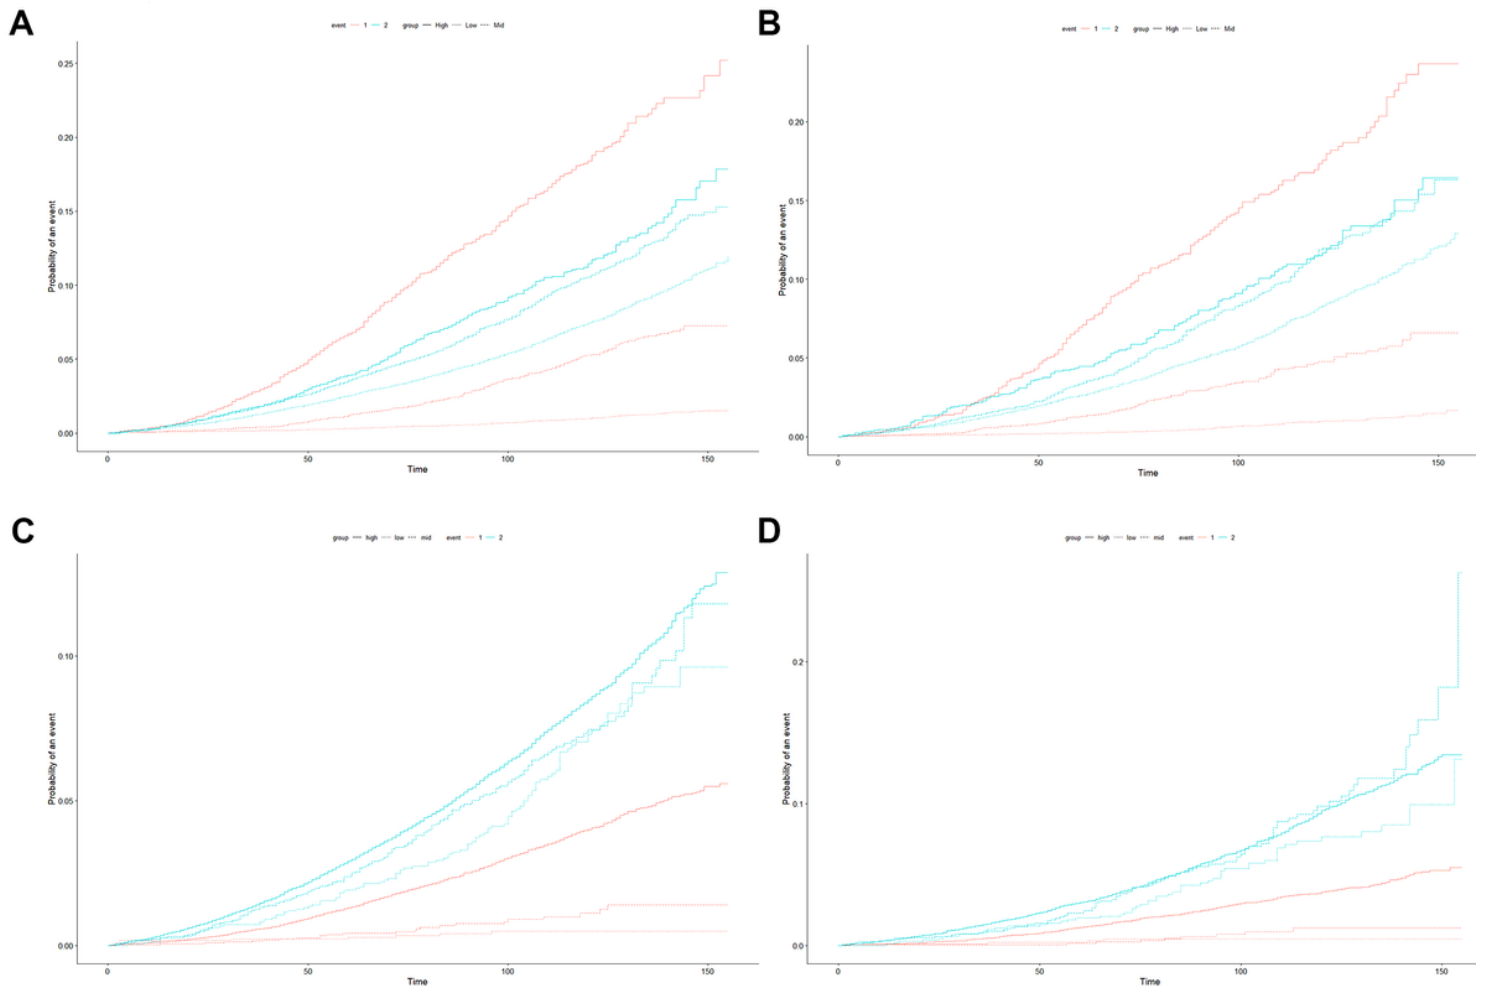 A
event 1 2 group High Low Mid
Probability of an event
0.25
0.20
0.15
0.10
0.05
0.00
0 50 100 150
Time
B
event 1 2 group High Low Mid
Probability of an event
0.20
0.15
0.10
0.05
0.00
0 50 100 150
Time
C
group high low mid event 1 2
Probability of an event
0.10
0.05
0.00
0 50 100 150
Time
D
group high low mid event 1 2
Probability of an event
0.2
0.1
0.0
0 50 100 150
Time